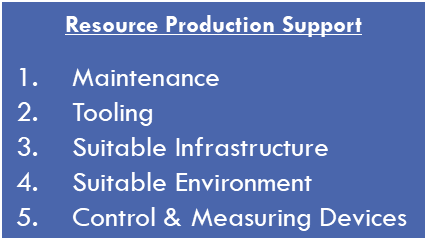 Resource Production Support
1. Maintenance
2. Tooling
3. Suitable Infrastructure
4. Suitable Environment
5. Control & Measuring Devices